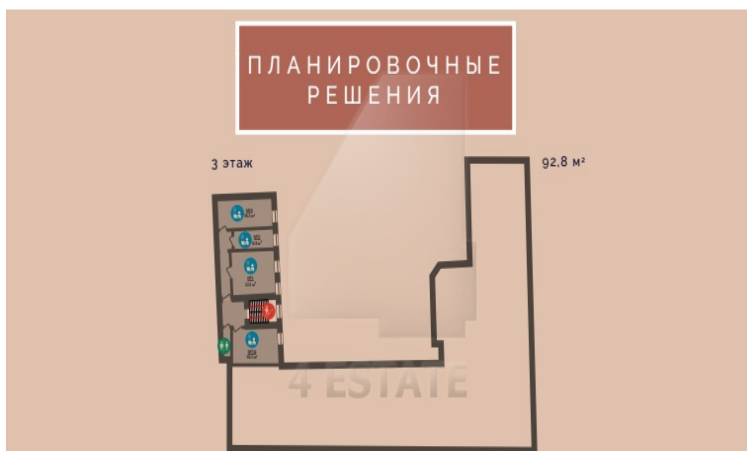 ПЛАНИРОВОЧНЫЕ
РЕШЕНИЯ
3 этаж
92,8 м²
4 ESTATE